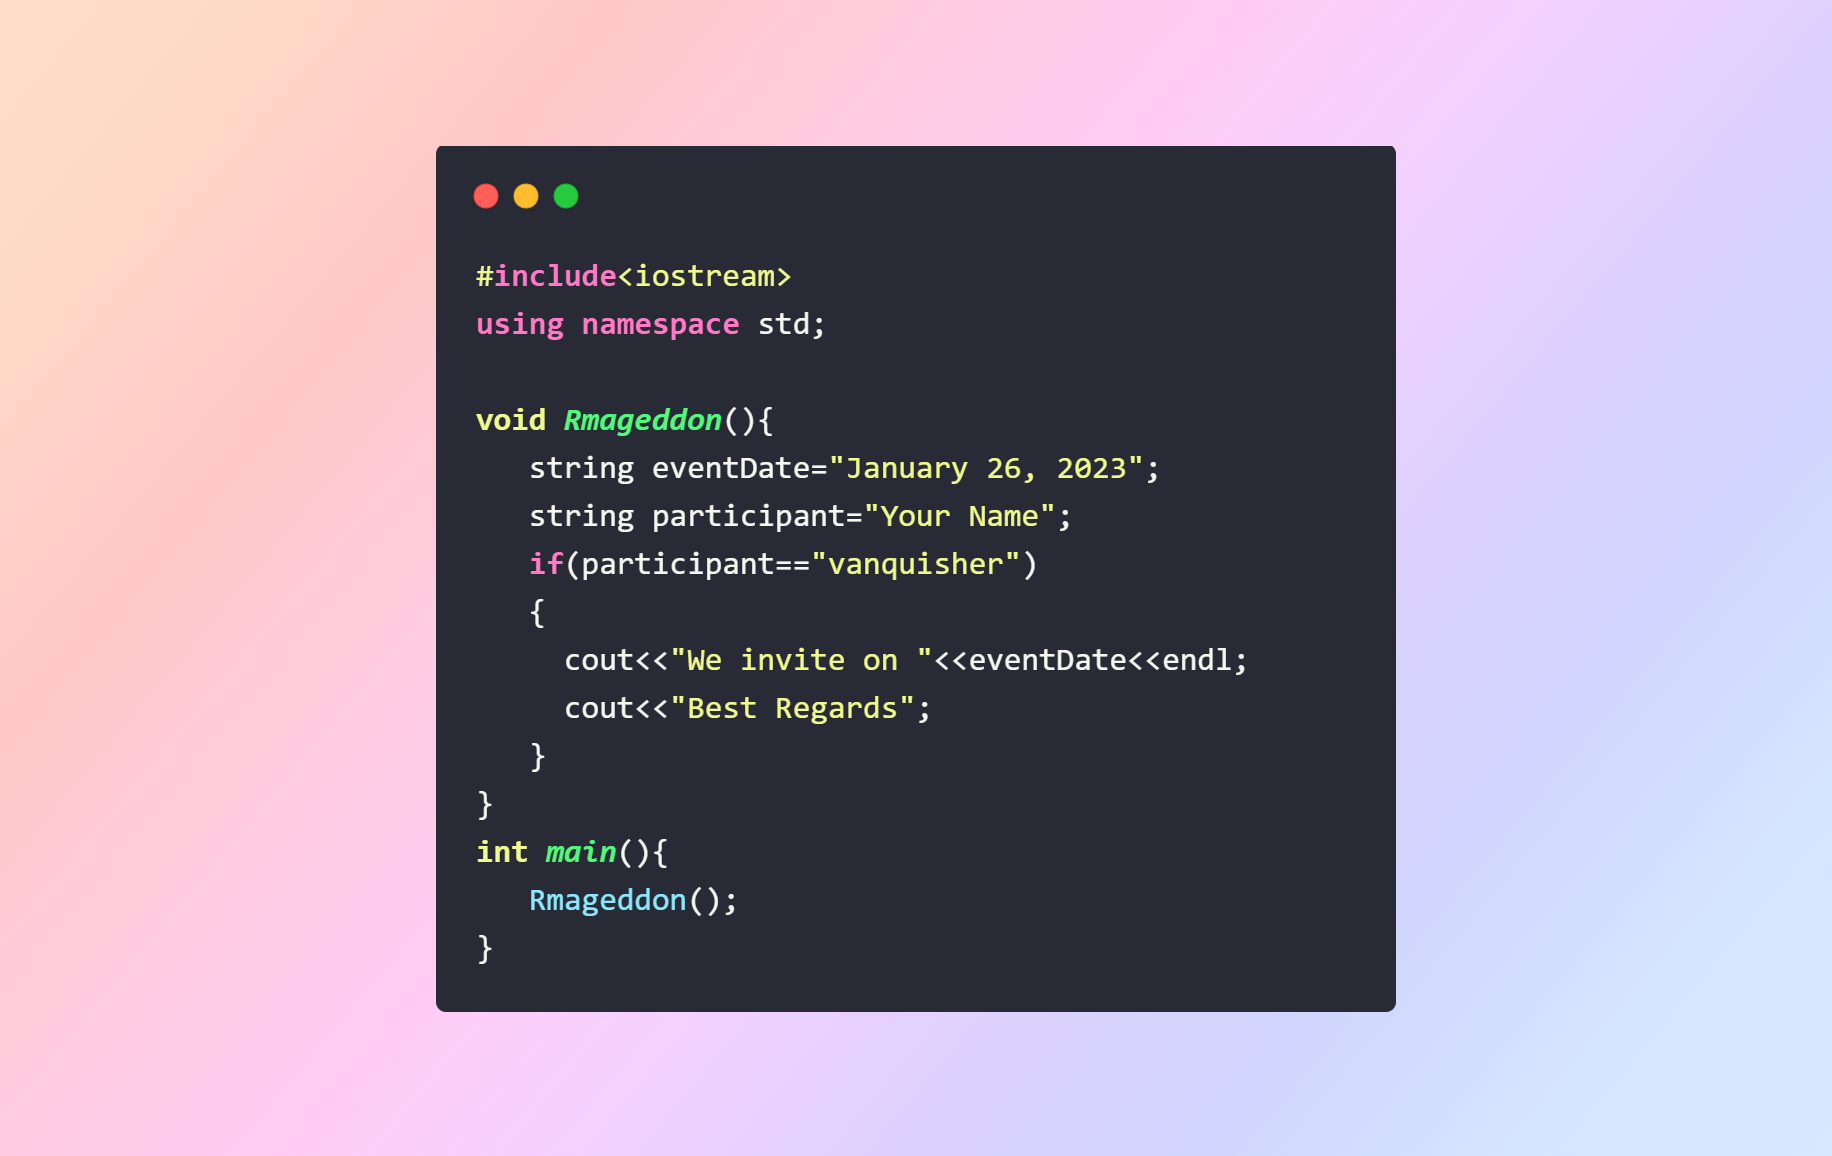 #include<iostream>
using namespace std;
void Rmageddon(){
string eventDate="January 26, 2023";
string participant="Your Name";
if(participant=="vanquisher")
{
cout<<"We invite on "<<eventDate<<endl;
cout<<"Best Regards";
}
}
int main(){
Rmageddon();
}